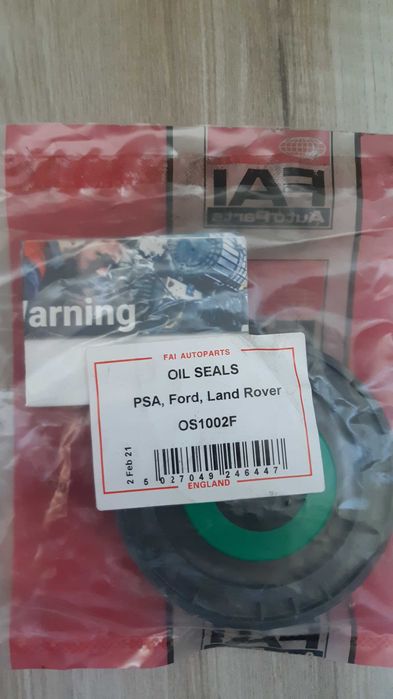 FAI
AutoParts
arning
FAI AUTOPARTS
OIL SEALS
PSA, Ford, Land Rover
OS1002F
2 Feb 21
5 027049 246447
ENGLAND
FAI